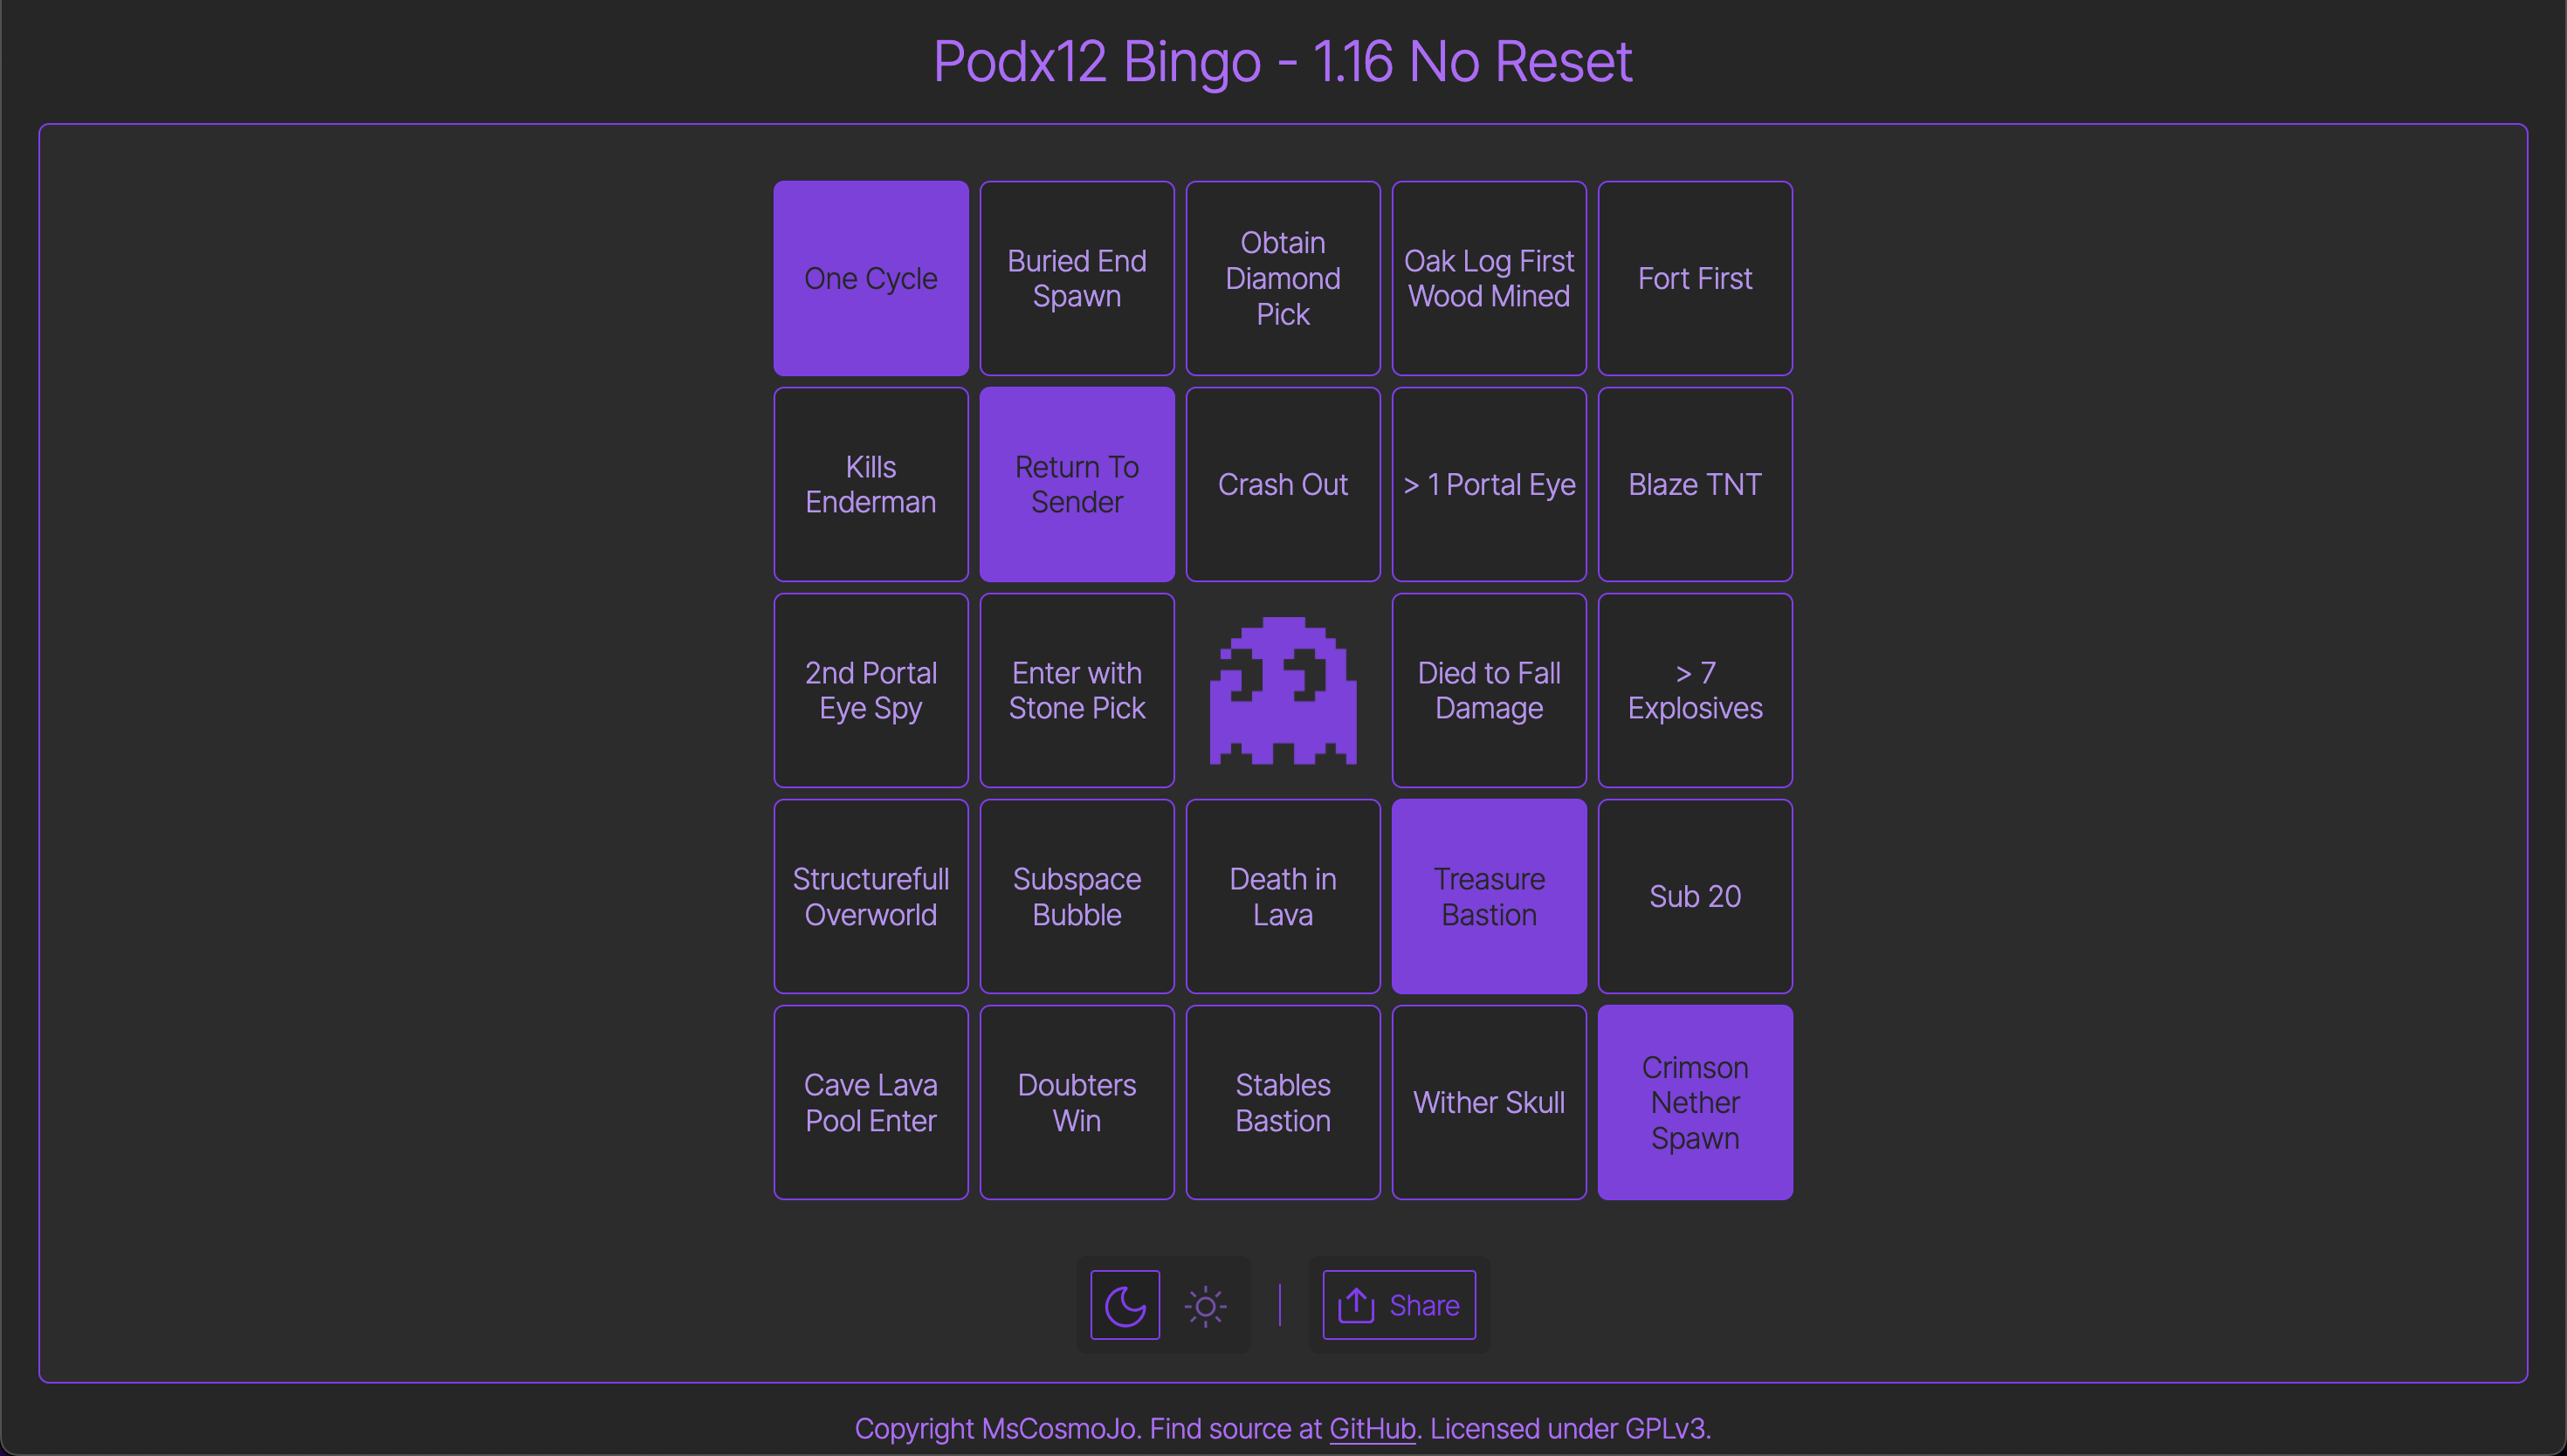 Podx12 Bingo - 1.16 No Reset
One Cycle
Buried End
Spawn
Obtain
Diamond
Pick
Oak Log First
Wood Mined
Fort First
Kills
Enderman
Return To
Sender
Crash Out
> 1 Portal Eye
Blaze TNT
2nd Portal
Eye Spy
Enter with
Stone Pick
Died to Fall
Damage
> 7
Explosives
Structurefull
Overworld
Subspace
Bubble
Death in
Lava
Treasure
Bastion
Sub 20
Cave Lava
Pool Enter
Doubters
Win
Stables
Bastion
Wither Skull
Crimson
Nether
Spawn
Share
Copyright MsCosmoJo. Find source at GitHub. Licensed under GPLv3.